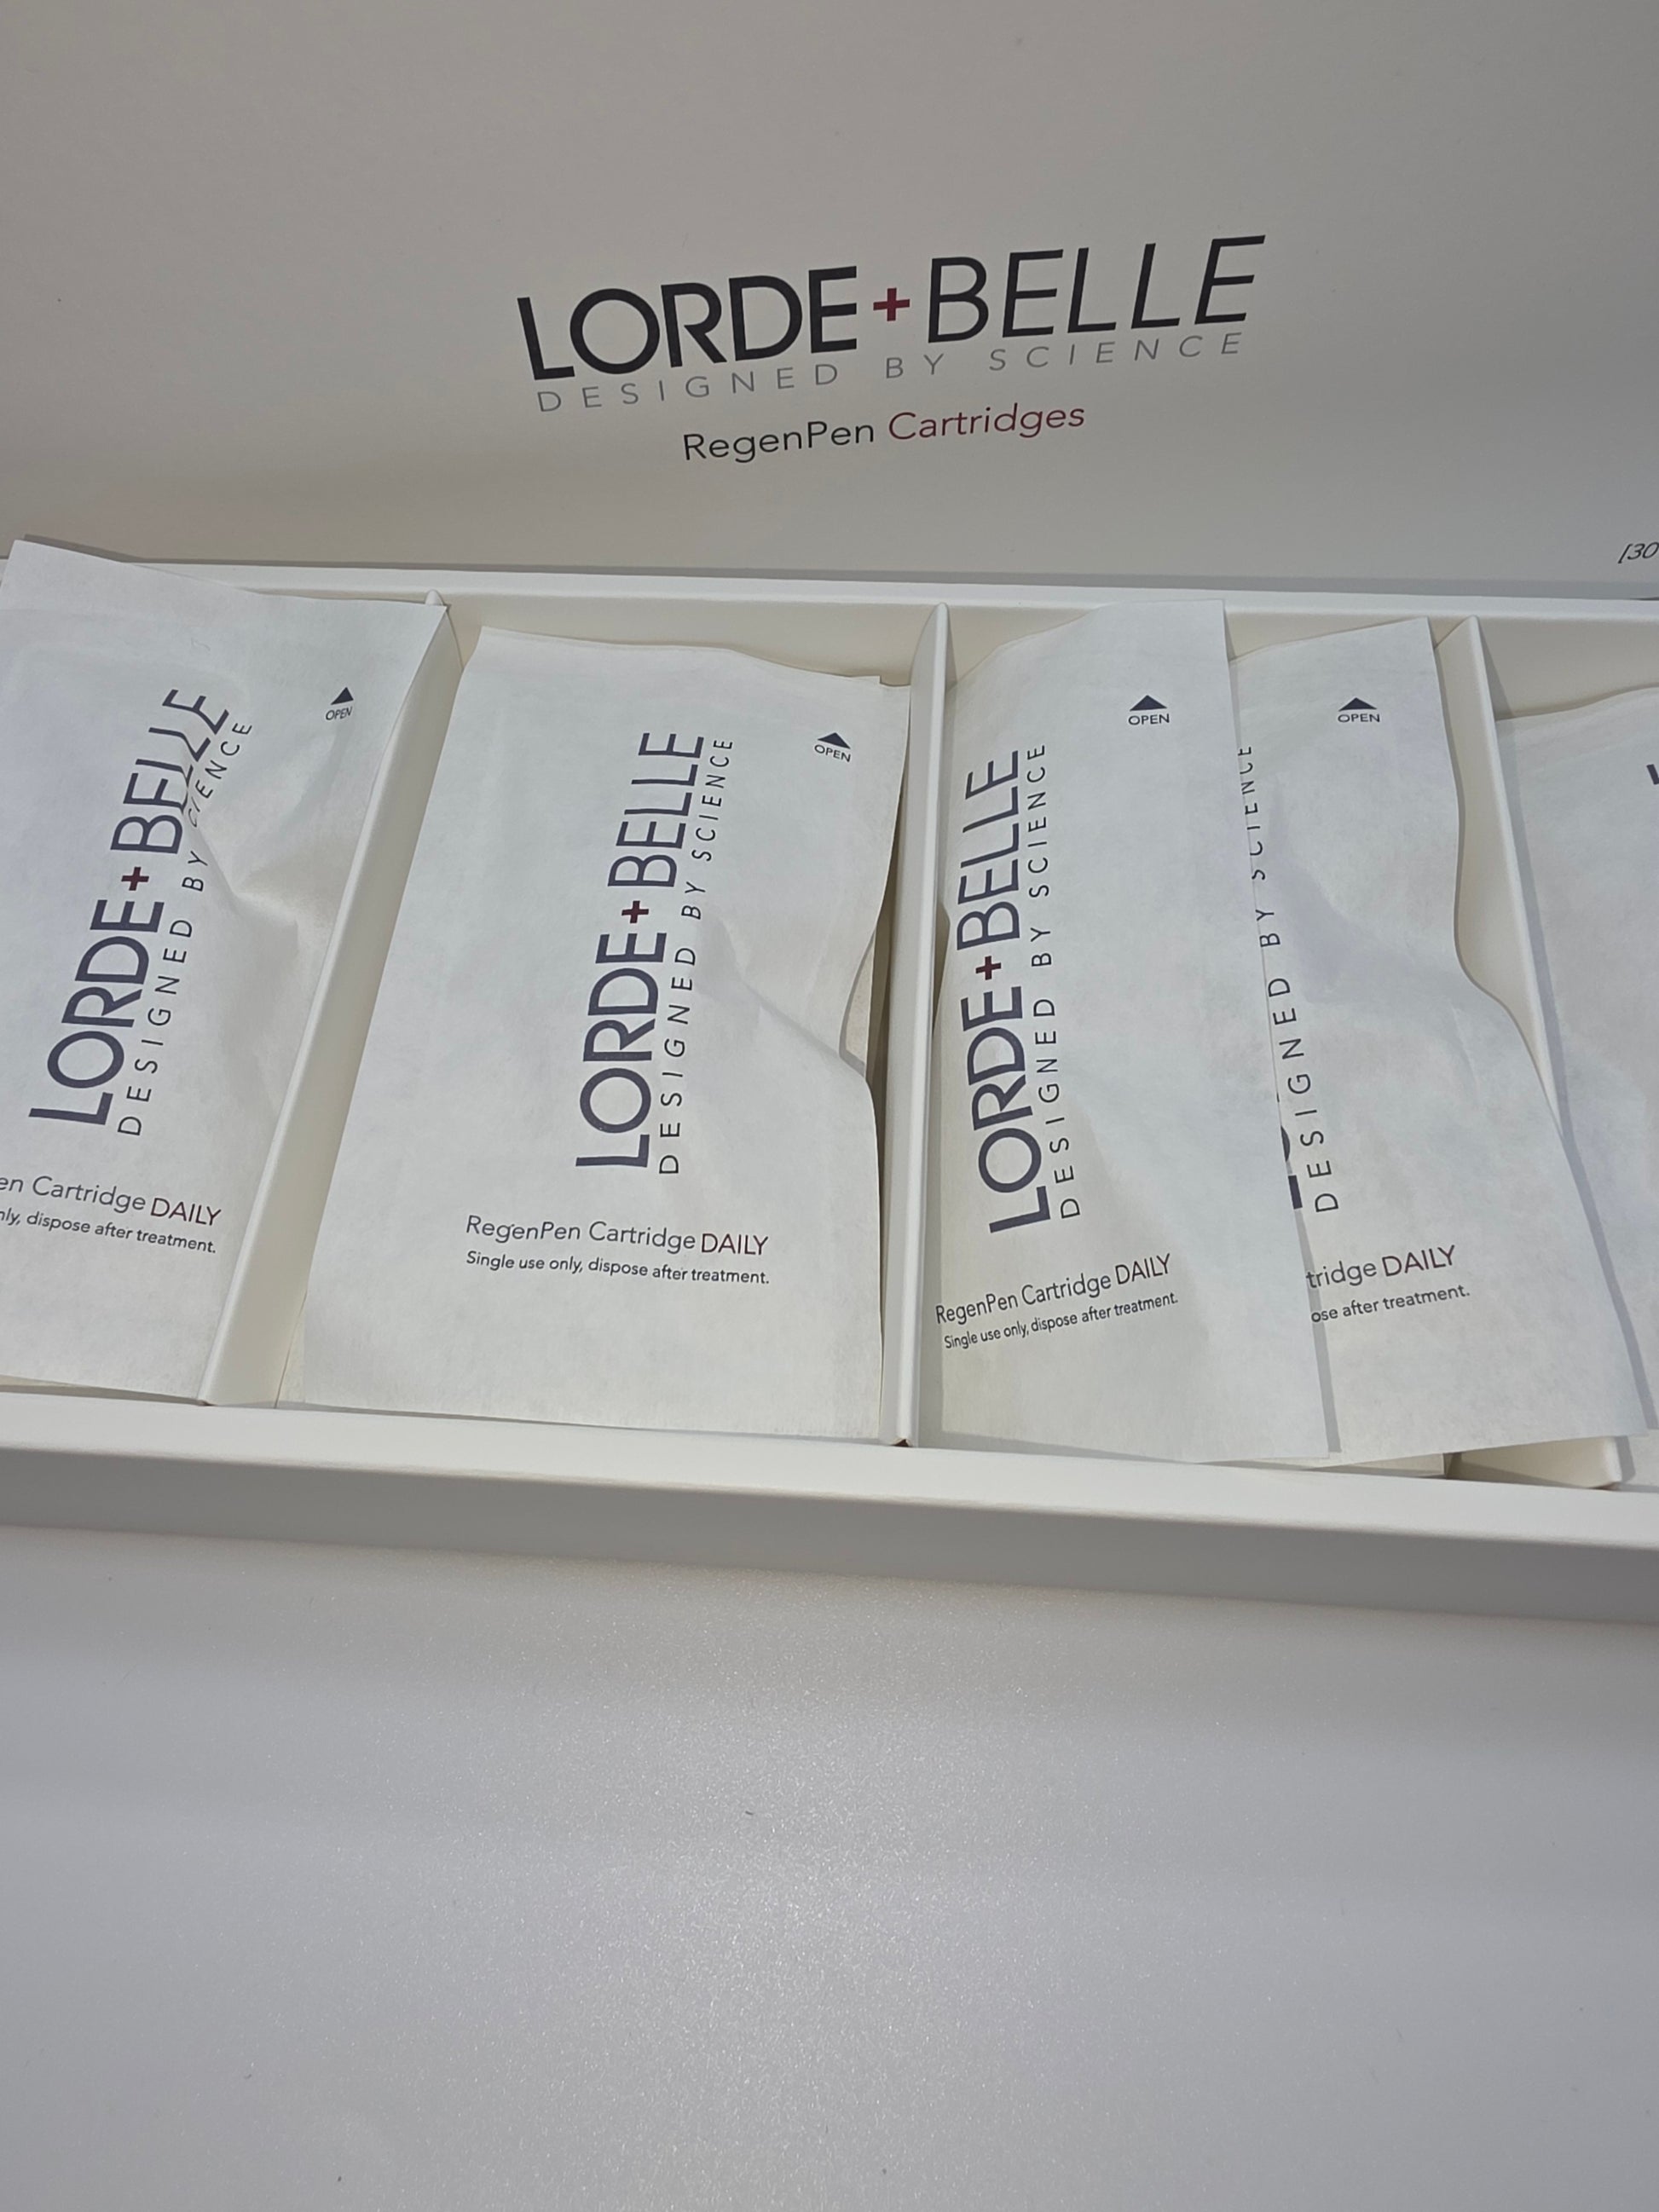 LORDE+BELLE
DESIGNED BY SCIENCE
RegenPen Cartridges
[30
OPEN
LORDE+BELLE
DESIGNED BY SCIENCE
en Cartridge DAILY
nly, dispose after treatment.
OPEN
LORDE+BELLE
DESIGNED BY SCIENCE
RegenPen Cartridge DAILY
Single use only, dispose after treatment.
OPEN
LORDE+BELLE
DESIGNED BY SCIENCE
RegenPen Cartridge DAILY
Single use only, dispose after treatment.
OPEN
DESIGNED BY SCIENCE
tridge DAILY
ose after treatment.